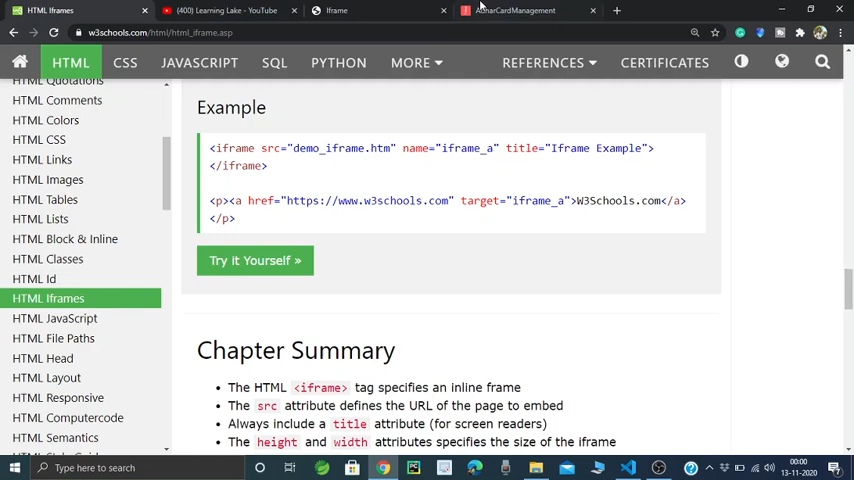 HTML Iframes
(400) Learning Lake - YouTube
Iframe
AdharCardManagement
w3schools.com/html/html_iframe.asp
HTML
CSS
JAVASCRIPT
SQL
PYTHON
MORE
REFERENCES
CERTIFICATES
HTML Quotations
HTML Comments
HTML Colors
HTML CSS
HTML Links
HTML Images
HTML Tables
HTML Lists
HTML Block & Inline
HTML Classes
HTML Id
HTML Iframes
HTML JavaScript
HTML File Paths
HTML Head
HTML Layout
HTML Responsive
HTML Computercode
HTML Semantics
Example
<iframe src="demo_iframe.htm" name="iframe_a" title="Iframe Example">
</iframe>
<p><a href="https://www.w3schools.com" target="iframe_a">W3Schools.com</a>
</p>
Try it Yourself »
Chapter Summary
• The HTML <iframe> tag specifies an inline frame
• The src attribute defines the URL of the page to embed
• Always include a title attribute (for screen readers)
• The height and width attributes specifies the size of the iframe
Type here to search
00:00
13-11-2020